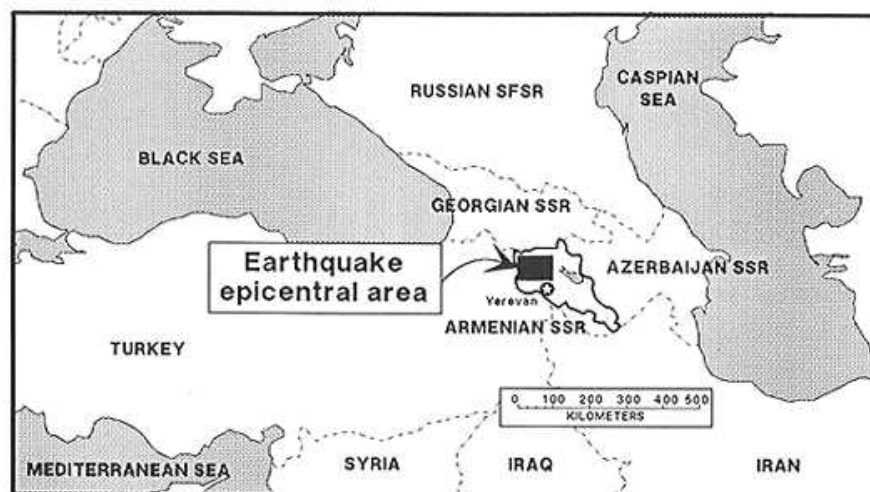 RUSSIAN SFSR
CASPIAN
SEA
BLACK SEA
GEORGIAN SSR
Earthquake
epicentral area
AZERBAIJAN SSR
Yerevan
ARMENIAN SSR
TURKEY
0 100 200 300 400 500
KILOMETERS
MEDITERRANEAN SEA
SYRIA
IRAQ
IRAN